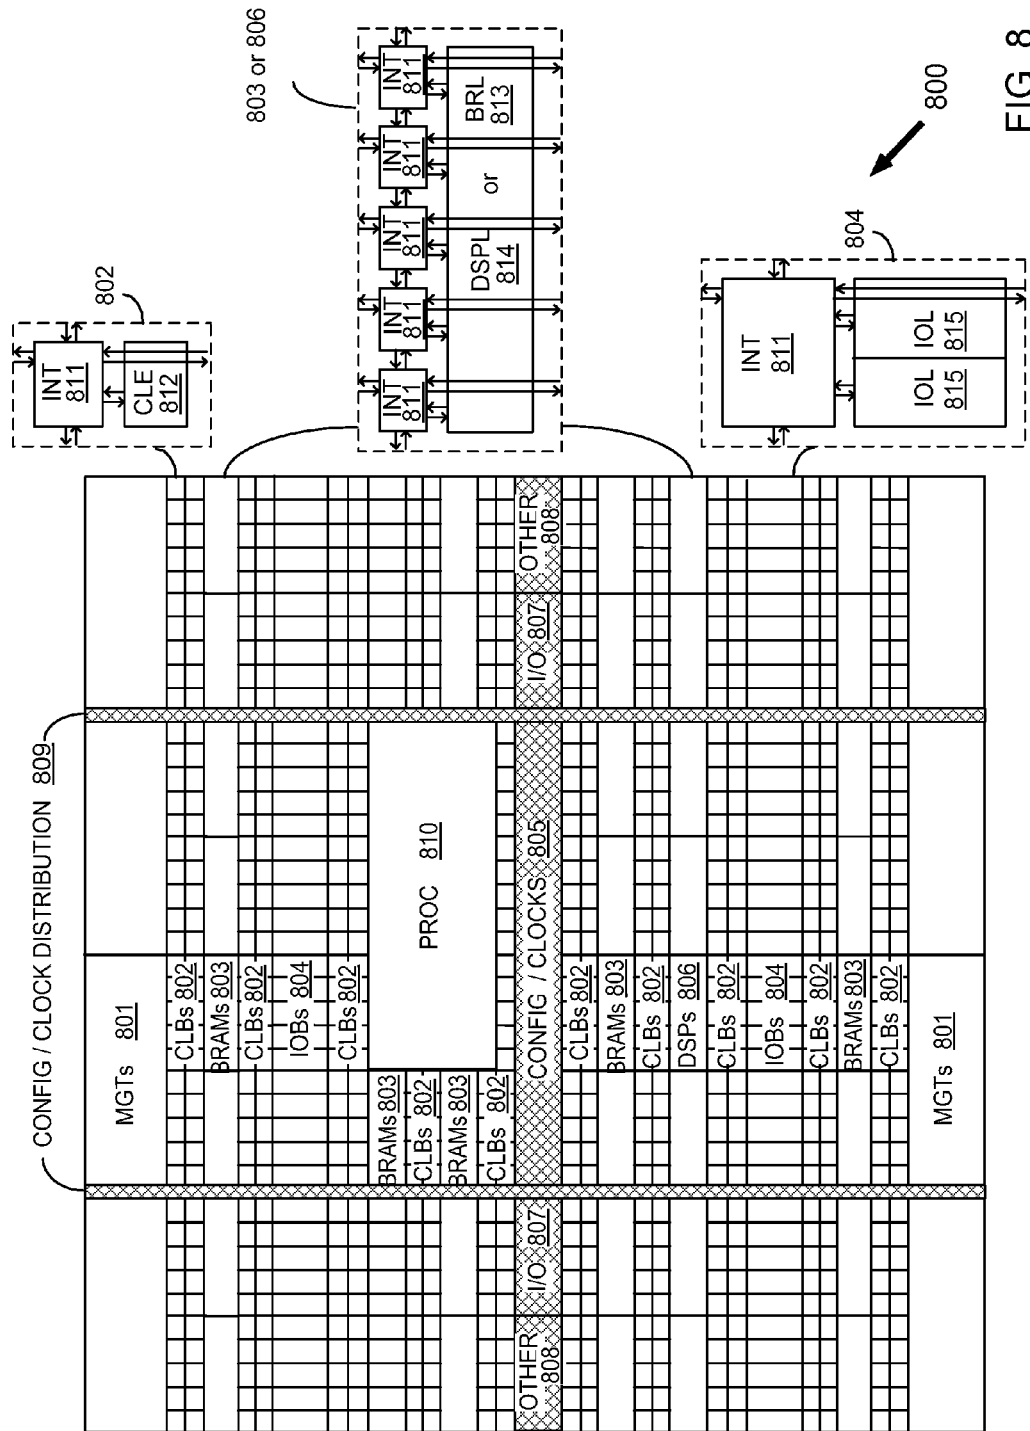 CONFIG / CLOCK DISTRIBUTION 809
MGTs 801
CLBs 802
BRAMs 803
CLBs 802
IOBs 804
CLBs 802
BRAMs 803
CLBs 802
BRAMs 803
CLBs 802
PROC 810
OTHER 808
I/O 807
CONFIG / CLOCKS 805
I/O 807
OTHER 808
CLBs 802
BRAMs 803
CLBs 802
DSPs 806
CLBs 802
IOBs 804
CLBs 802
BRAMs 803
CLBs 802
MGTs 801
802
INT
811
CLE
812
803 or 806
INT
811
INT
811
INT
811
INT
811
INT
811
DSPL
814
or
BRL
813
804
INT
811
IOL
815
IOL
815
800
FIG. 8